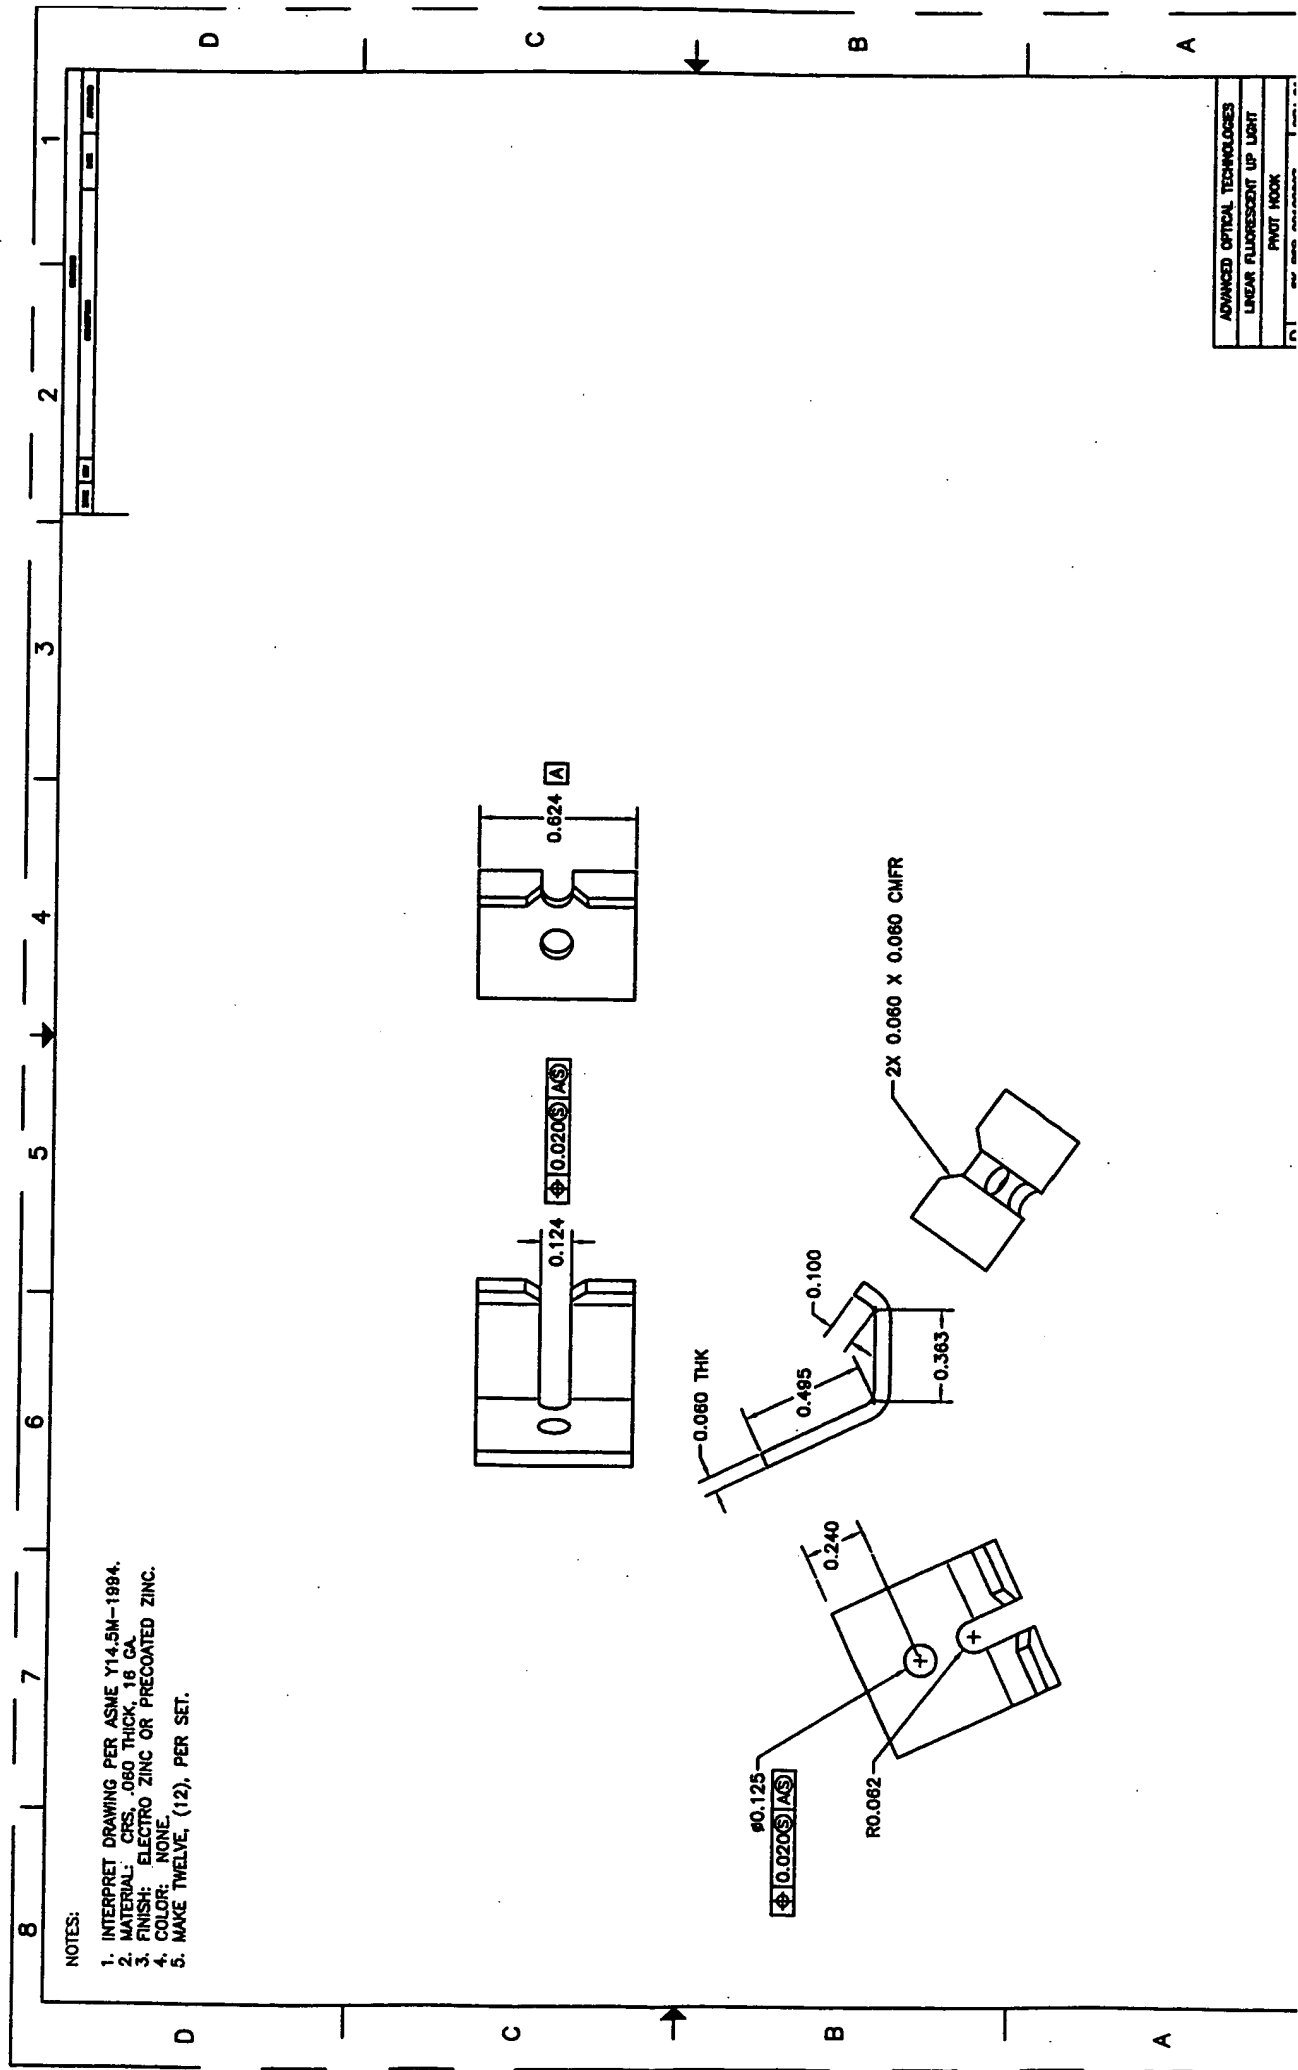 8
7
6
5
4
3
2
1
NOTES:
1. INTERPRET DRAWING PER ASME Y14.5M-1994.
2. MATERIAL: CRS, .060 THICK, 16 GA.
3. FINISH: ELECTRO ZINC OR PRECOATED ZINC.
4. COLOR: NONE.
5. MAKE TWELVE, (12), PER SET.
D
D
C
C
B
B
A
A
0.124
⌖ 0.020Ⓢ AⓈ
0.624 A
Ø0.125
⌖ 0.020Ⓢ AⓈ
R0.062
0.240
0.060 THK
0.495
0.100
0.363
2X 0.060 X 0.060 CMFR
ADVANCED OPTICAL TECHNOLOGIES
LINEAR FLUORESCENT UP LIGHT
PIVOT HOOK
D